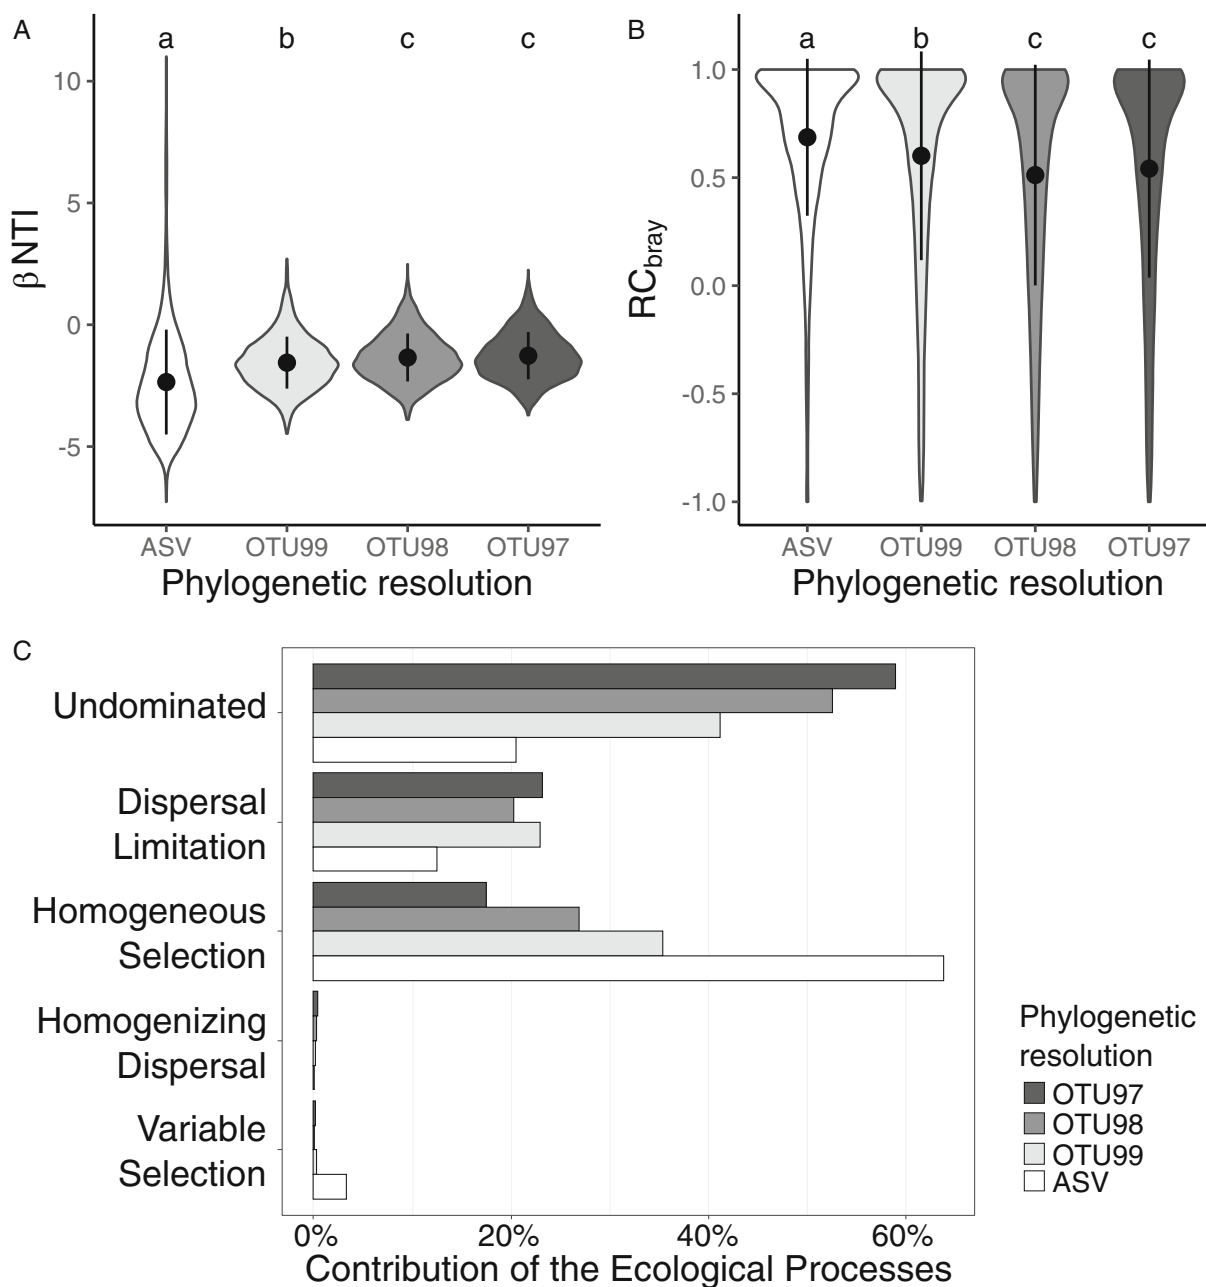 A
a b c c
10
5
0
-5
βNTI
ASV OTU99 OTU98 OTU97
Phylogenetic resolution
B
a b c c
1.0
0.5
0.0
-0.5
-1.0
RCbray
ASV OTU99 OTU98 OTU97
Phylogenetic resolution
C
Undominated
Dispersal
Limitation
Homogeneous
Selection
Homogenizing
Dispersal
Variable
Selection
0% 20% 40% 60%
Contribution of the Ecological Processes
Phylogenetic
resolution
OTU97
OTU98
OTU99
ASV